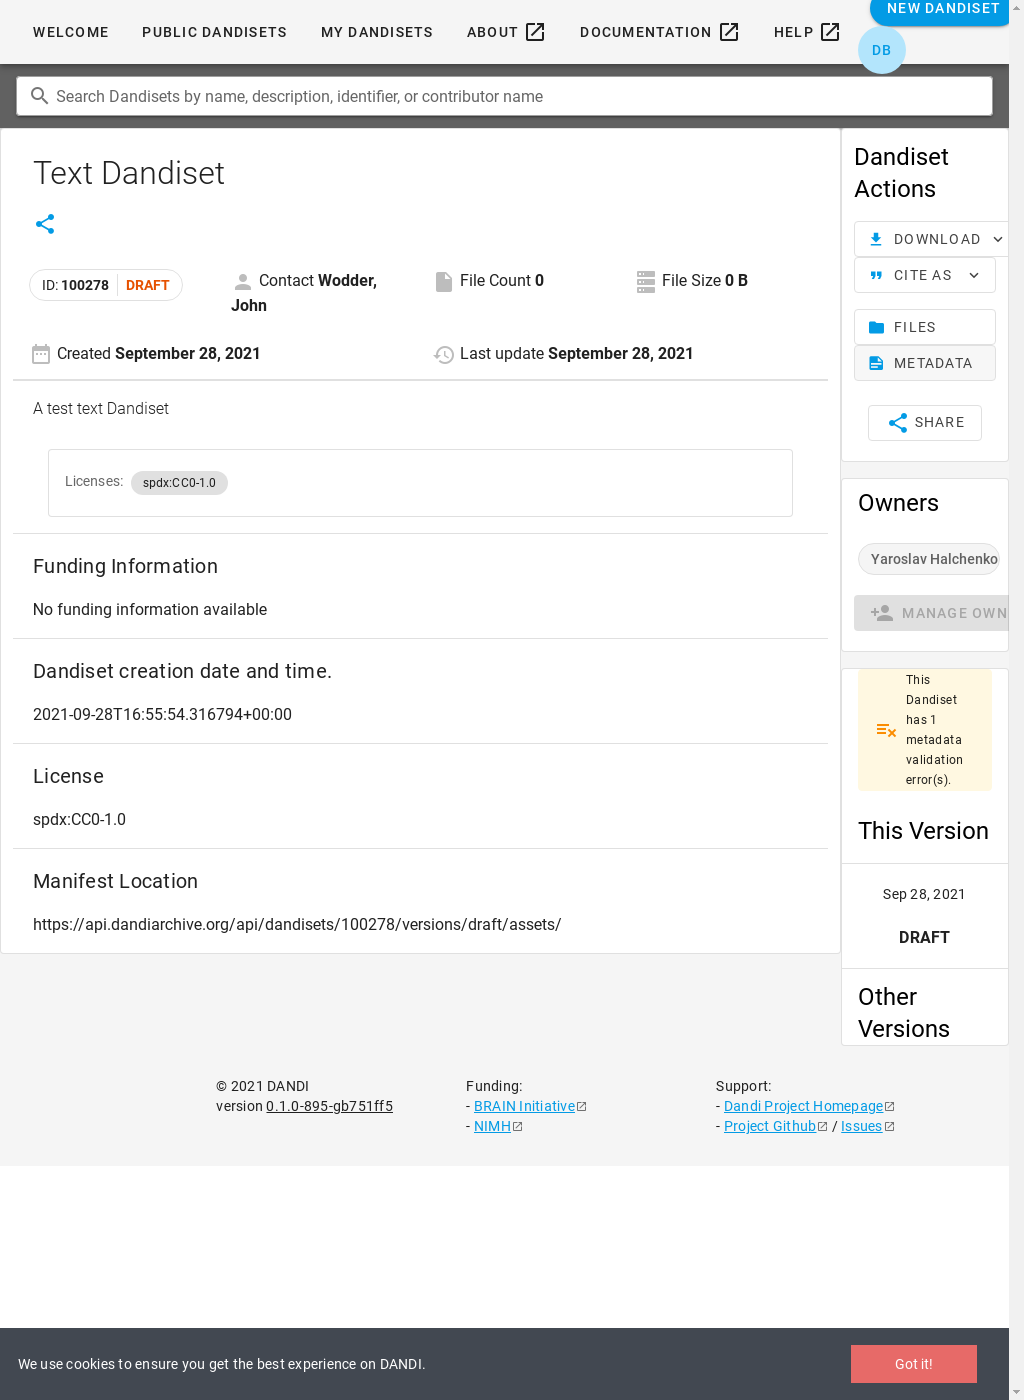 WELCOME PUBLIC DANDISETS MY DANDISETS ABOUT DOCUMENTATION HELP NEW DANDISET
DB
Search Dandisets by name, description, identifier, or contributor name
Text Dandiset
ID: 100278 DRAFT
Contact Wodder,
John
File Count 0
File Size 0 B
Created September 28, 2021
Last update September 28, 2021
A test text Dandiset
Licenses: spdx:CC0-1.0
Funding Information
No funding information available
Dandiset creation date and time.
2021-09-28T16:55:54.316794+00:00
License
spdx:CC0-1.0
Manifest Location
https://api.dandiarchive.org/api/dandisets/100278/versions/draft/assets/
Dandiset
Actions
DOWNLOAD
CITE AS
FILES
METADATA
SHARE
Owners
Yaroslav Halchenko
MANAGE OWN
This
Dandiset
has 1
metadata
validation
error(s).
This Version
Sep 28, 2021
DRAFT
Other
Versions
© 2021 DANDI
version 0.1.0-895-gb751ff5
Funding:
- BRAIN Initiative
- NIMH
Support:
- Dandi Project Homepage
- Project Github / Issues
We use cookies to ensure you get the best experience on DANDI.
Got it!